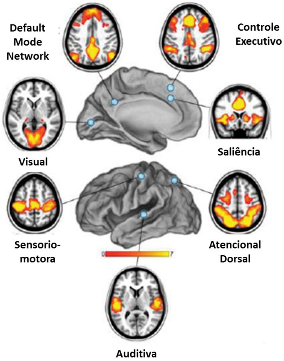 Default
Mode
Network
Controle
Executivo
Visual
Saliência
Sensorio-
motora
Atencional
Dorsal
Auditiva